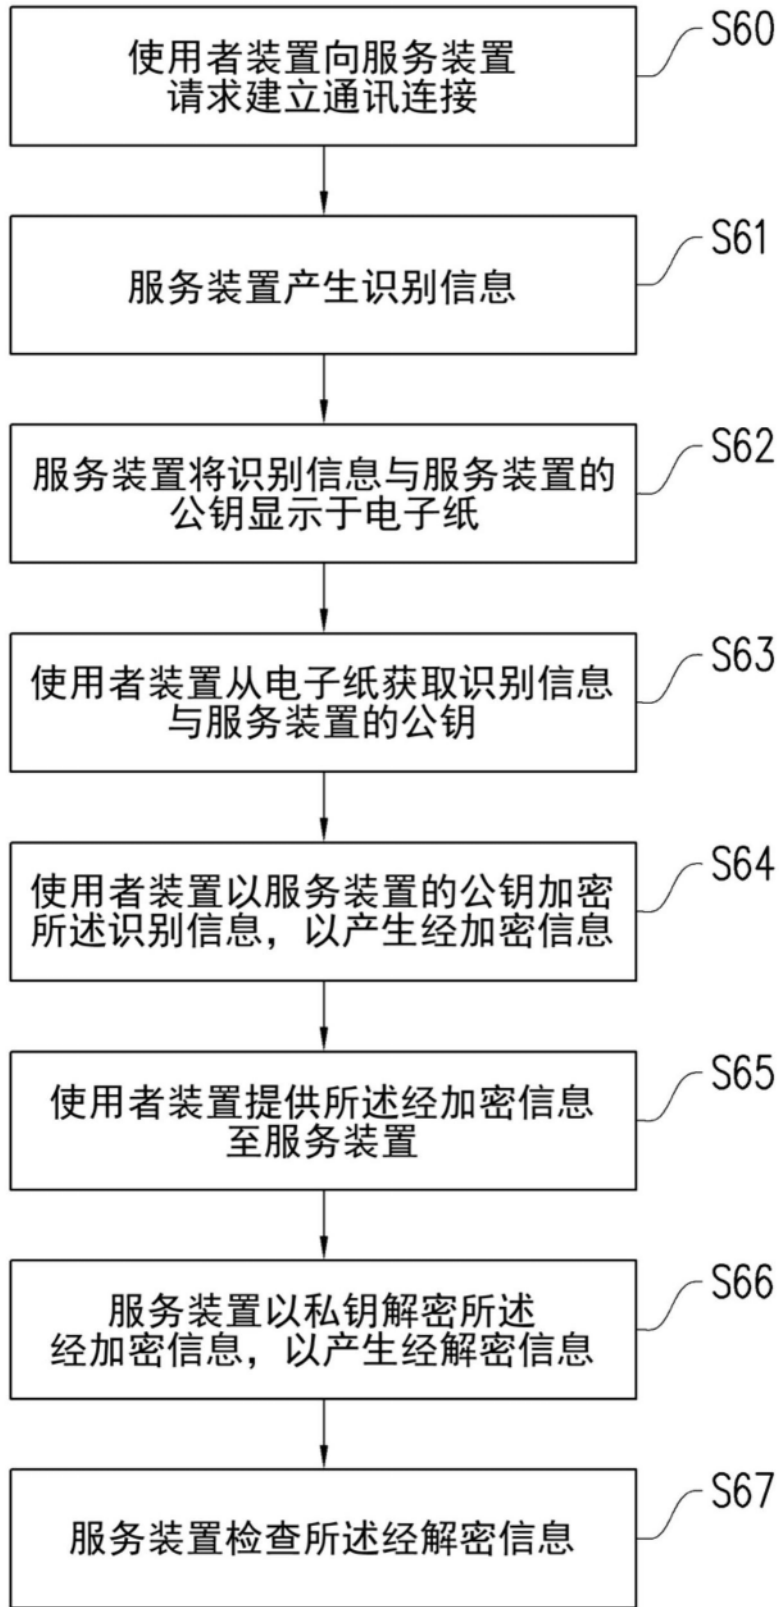 使用者装置向服务装置
请求建立通讯连接
S60
服务装置产生识别信息
S61
服务装置将识别信息与服务装置的
公钥显示于电子纸
S62
使用者装置从电子纸获取识别信息
与服务装置的公钥
S63
使用者装置以服务装置的公钥加密
所述识别信息，以产生经加密信息
S64
使用者装置提供所述经加密信息
至服务装置
S65
服务装置以私钥解密所述
经加密信息，以产生经解密信息
S66
服务装置检查所述经解密信息
S67